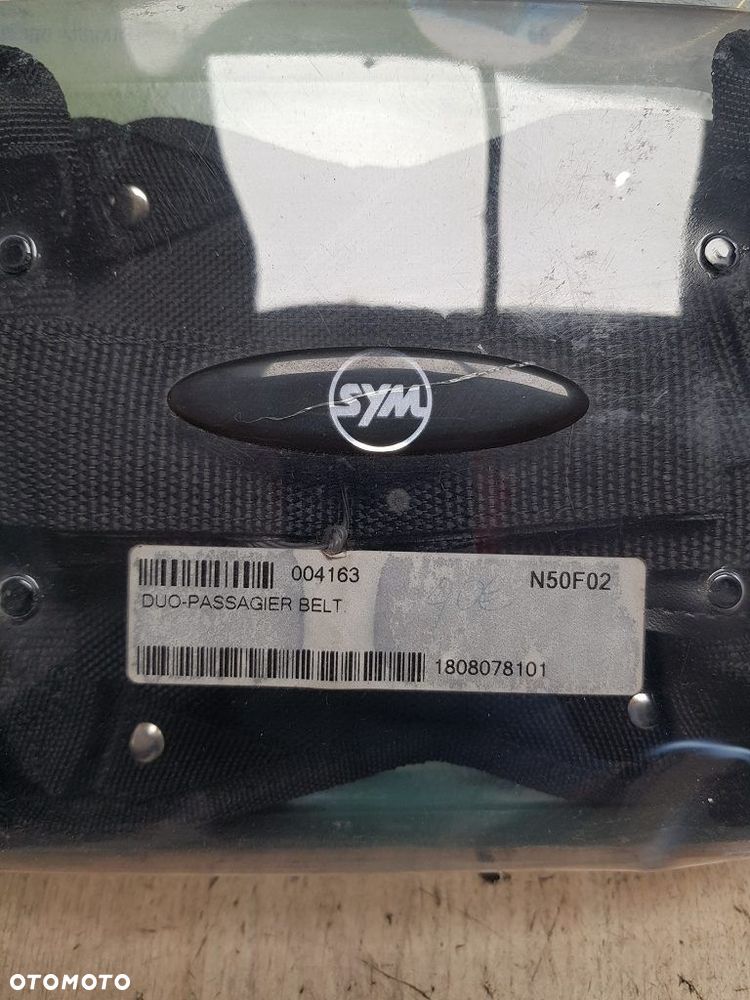 SYM
004163 N50F02
DUO-PASSAGIER BELT
1808078101
OTOMOTO